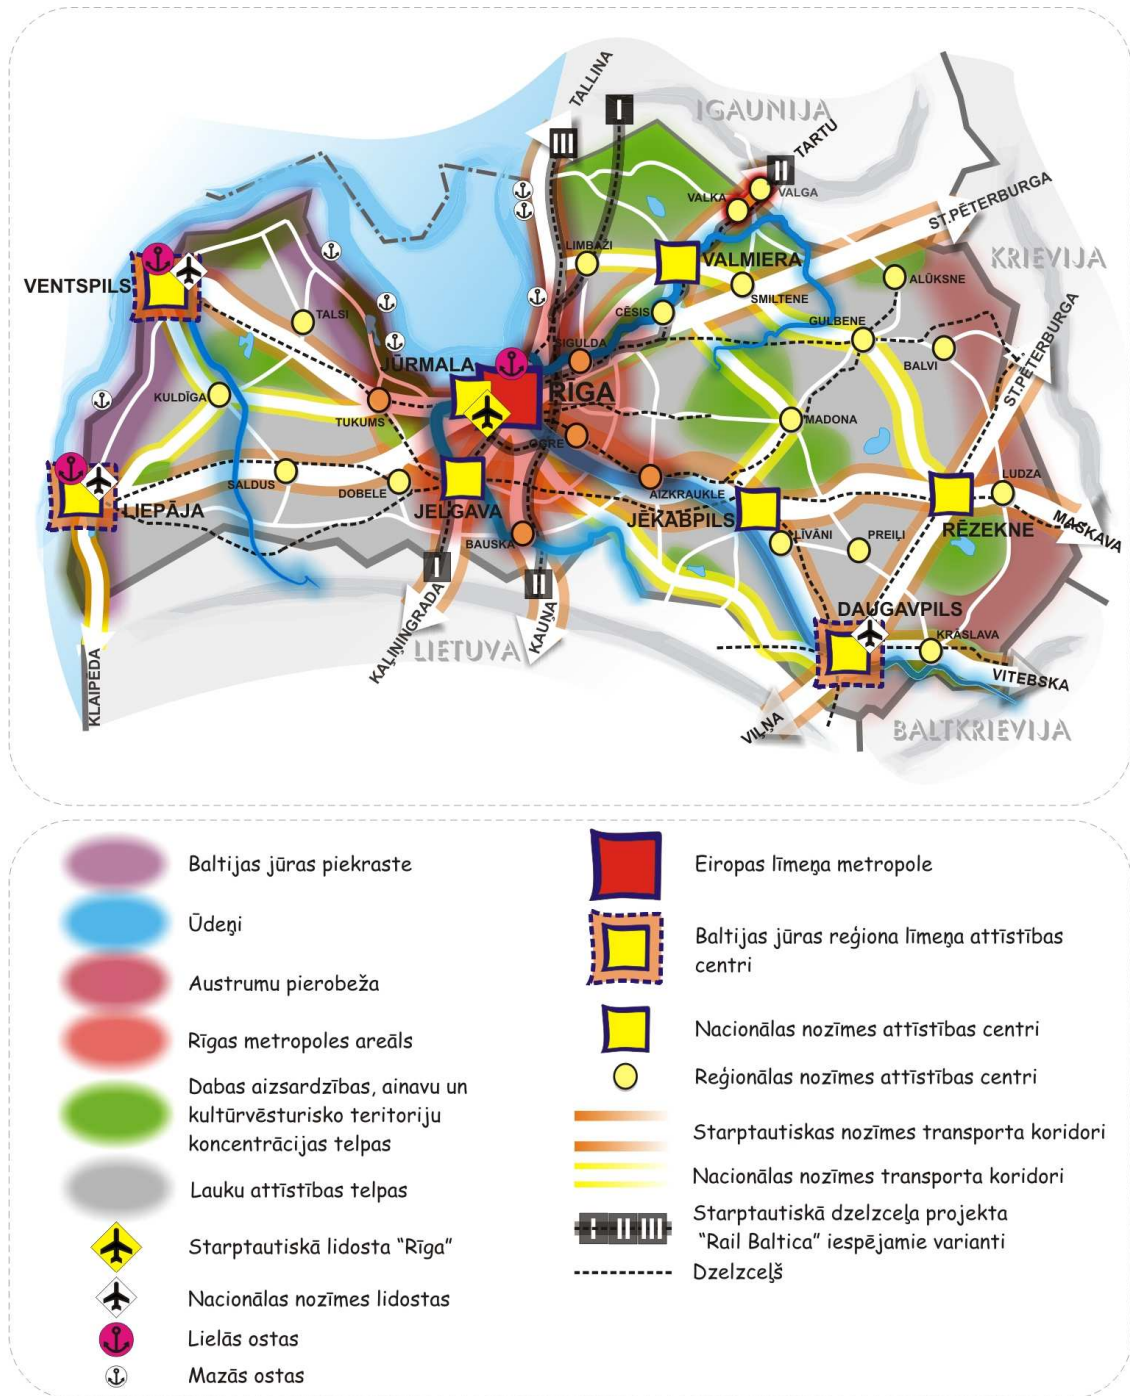 TALLINA
I
III
IGAUNIJA
TARTU
II
VALKA
VALGA
ST.PĒTERBURGA
KRIEVIJA
LIMBAŽI
VALMIERA
ALŪKSNE
VENTSPILS
SMILTENE
TALSI
CĒSIS
GULBENE
ST.PĒTERBURGA
SIGULDA
JŪRMALA
BALVI
RĪGA
KULDĪGA
TUKUMS
MADONA
OGRE
LUDZA
SALDUS
DOBELE
AIZKRAUKLE
LIEPĀJA
JELGAVA
JĒKABPILS
MASKAVA
RĒZEKNE
BAUSKA
LĪVĀNI
PREIĻI
I
II
DAUGAVPILS
KRĀSLAVA
KAĻIŅINGRADA
LIETUVA
KAUŅA
VITEBSKA
KLAIPĒDA
VIĻŅA
BALTKRIEVIJA
Baltijas jūras piekraste
Ūdeņi
Austrumu pierobeža
Rīgas metropoles areāls
Dabas aizsardzības, ainavu un
kultūrvēsturisko teritoriju
koncentrācijas telpas
Lauku attīstības telpas
Starptautiskā lidosta “Rīga”
Nacionālas nozīmes lidostas
Lielās ostas
Mazās ostas
Eiropas līmeņa metropole
Baltijas jūras reģiona līmeņa attīstības
centri
Nacionālas nozīmes attīstības centri
Reģionālas nozīmes attīstības centri
Starptautiskas nozīmes transporta koridori
Nacionālas nozīmes transporta koridori
I II III
Starptautiskā dzelzceļa projekta
“Rail Baltica” iespējamie varianti
Dzelzceļš